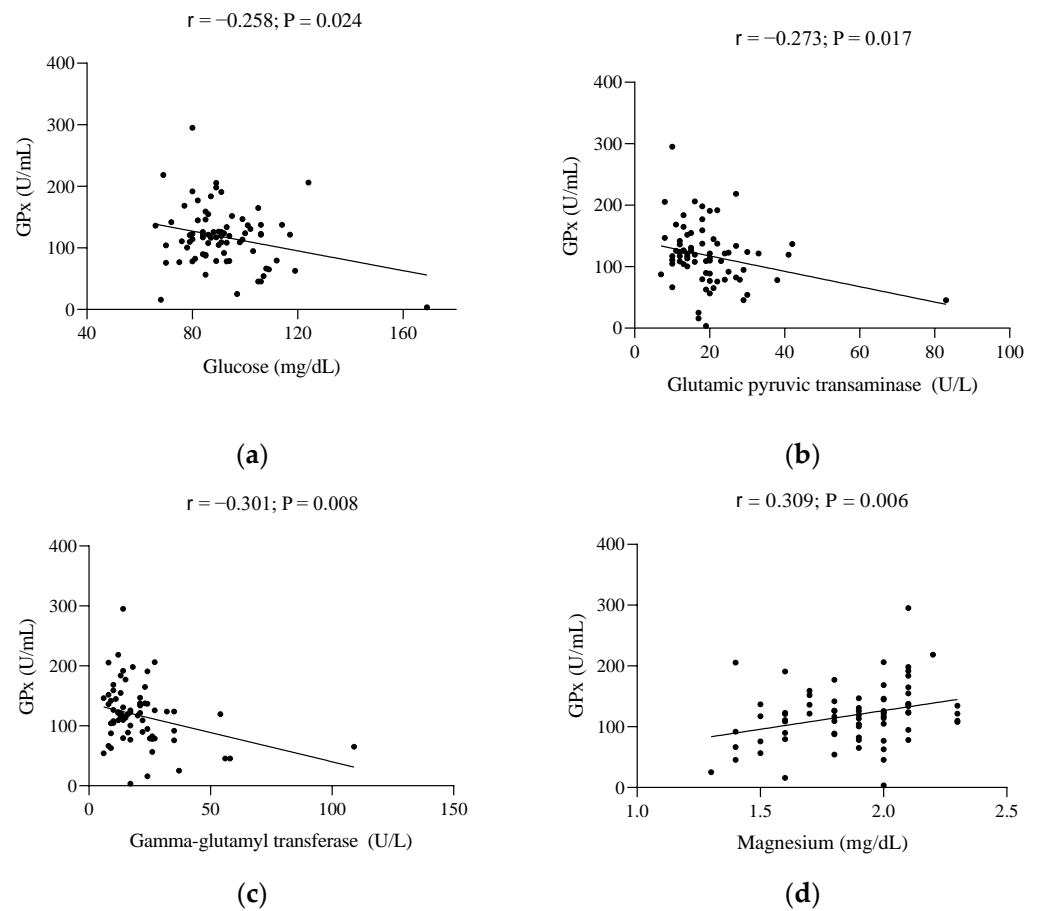 r = −0.258; P = 0.024
400
300
200
100
0
GPx (U/mL)
40
80
120
160
Glucose (mg/dL)
(a)
r = −0.273; P = 0.017
400
300
200
100
0
GPx (U/mL)
0
20
40
60
80
100
Glutamic pyruvic transaminase (U/L)
(b)
r = −0.301; P = 0.008
400
300
200
100
0
GPx (U/mL)
0
50
100
150
Gamma-glutamyl transferase (U/L)
(c)
r = 0.309; P = 0.006
400
300
200
100
0
GPx (U/mL)
1.0
1.5
2.0
2.5
Magnesium (mg/dL)
(d)